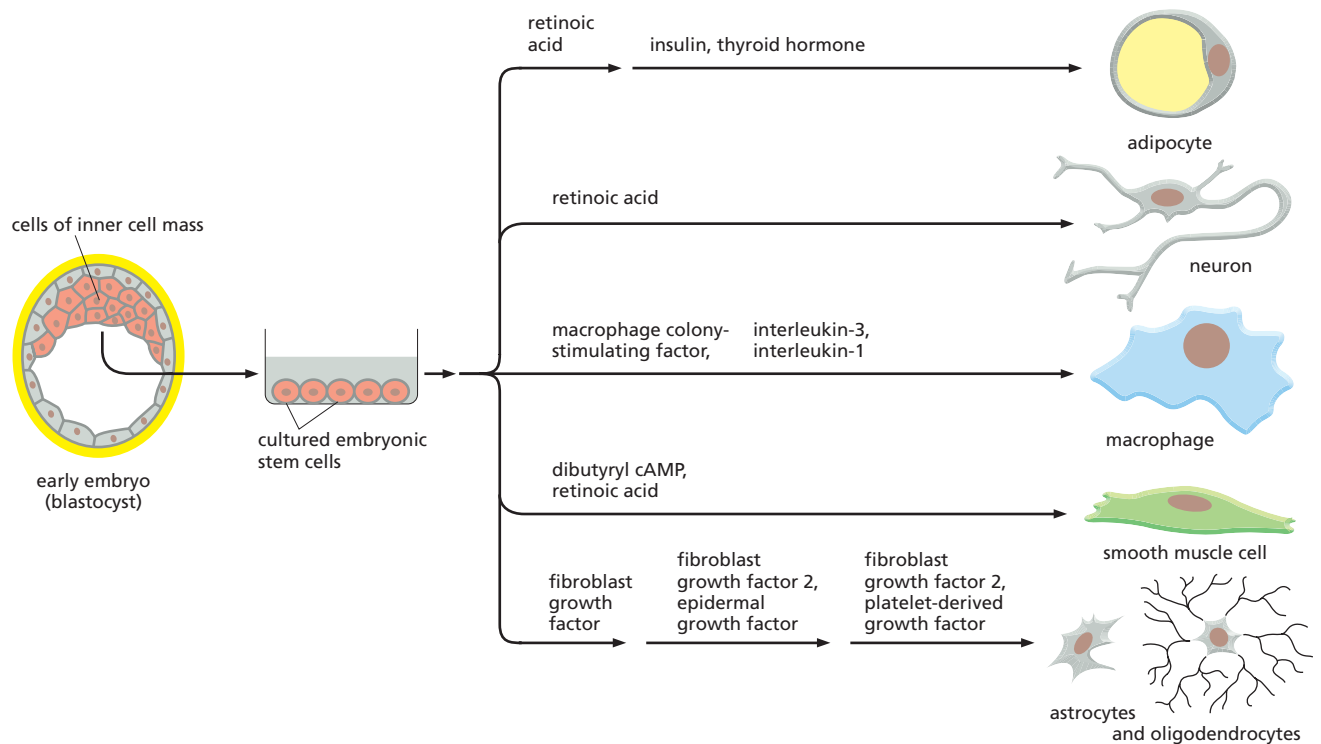 retinoic
acid
insulin, thyroid hormone
adipocyte
retinoic acid
neuron
cells of inner cell mass
early embryo
(blastocyst)
cultured embryonic
stem cells
macrophage colony-
stimulating factor,
interleukin-3,
interleukin-1
macrophage
dibutyryl cAMP,
retinoic acid
smooth muscle cell
fibroblast
growth
factor
fibroblast
growth factor 2,
epidermal
growth factor
fibroblast
growth factor 2,
platelet-derived
growth factor
astrocytes
and oligodendrocytes